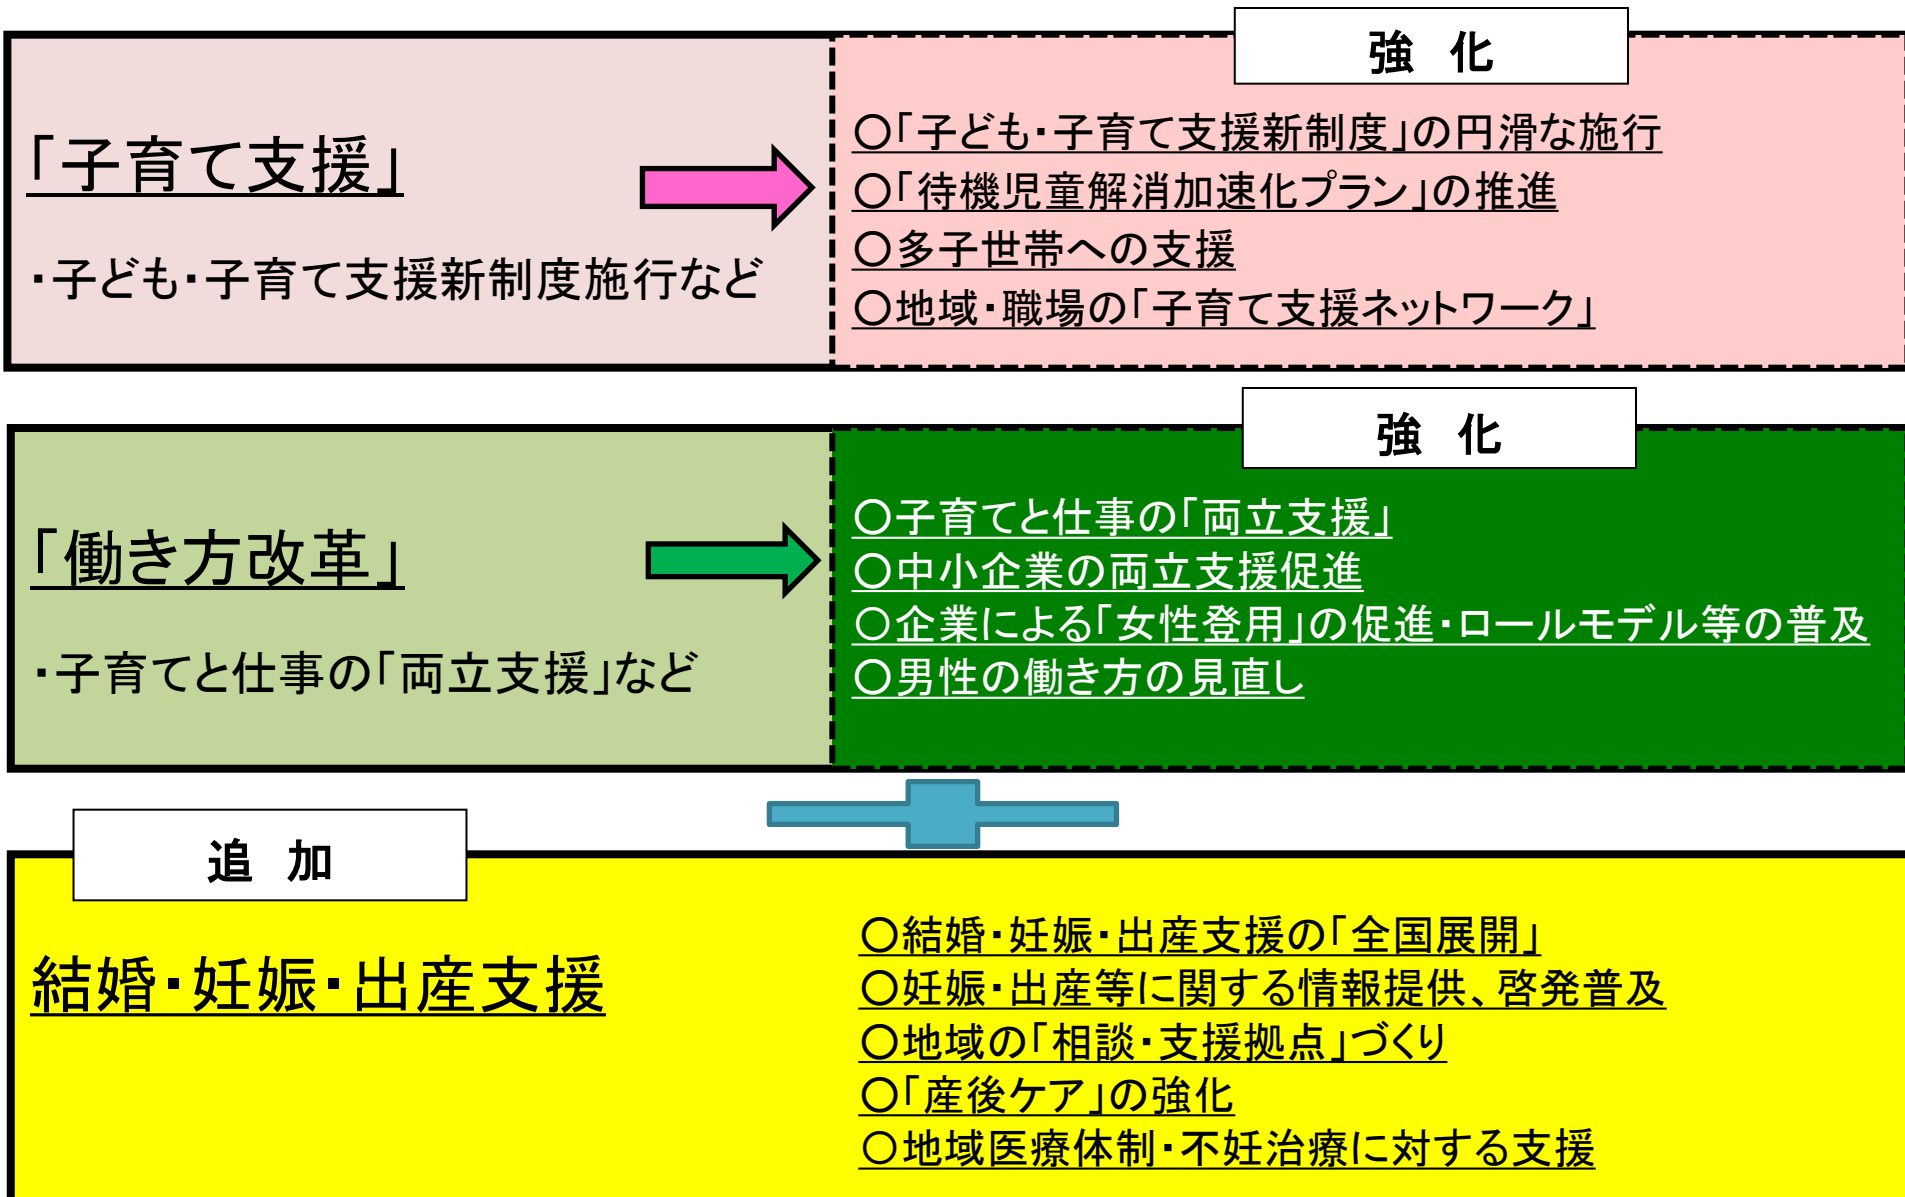 強 化
「子育て支援」
・子ども・子育て支援新制度施行など
○「子ども・子育て支援新制度」の円滑な施行
○「待機児童解消加速化プラン」の推進
○多子世帯への支援
○地域・職場の「子育て支援ネットワーク」
強 化
「働き方改革」
・子育てと仕事の「両立支援」など
○子育てと仕事の「両立支援」
○中小企業の両立支援促進
○企業による「女性登用」の促進・ロールモデル等の普及
○男性の働き方の見直し
追 加
結婚・妊娠・出産支援
○結婚・妊娠・出産支援の「全国展開」
○妊娠・出産等に関する情報提供、啓発普及
○地域の「相談・支援拠点」づくり
○「産後ケア」の強化
○地域医療体制・不妊治療に対する支援